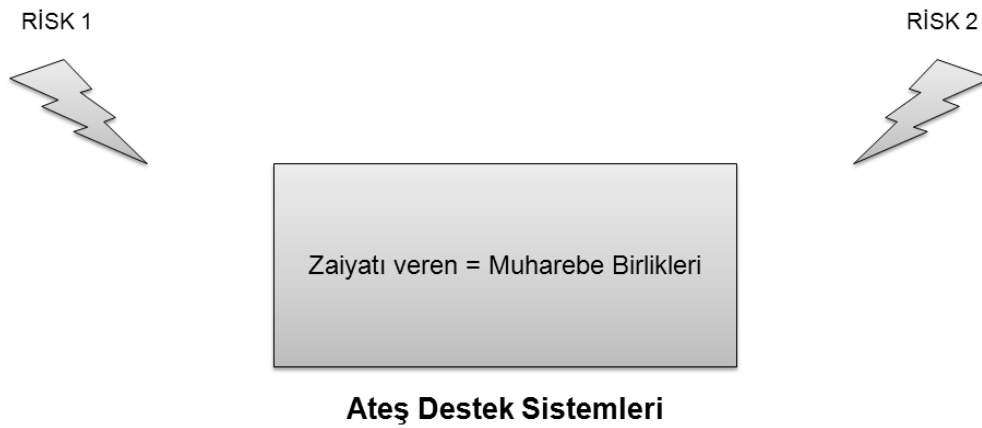 RİSK 1
RİSK 2
Zaiyatı veren = Muharebe Birlikleri
Ateş Destek Sistemleri